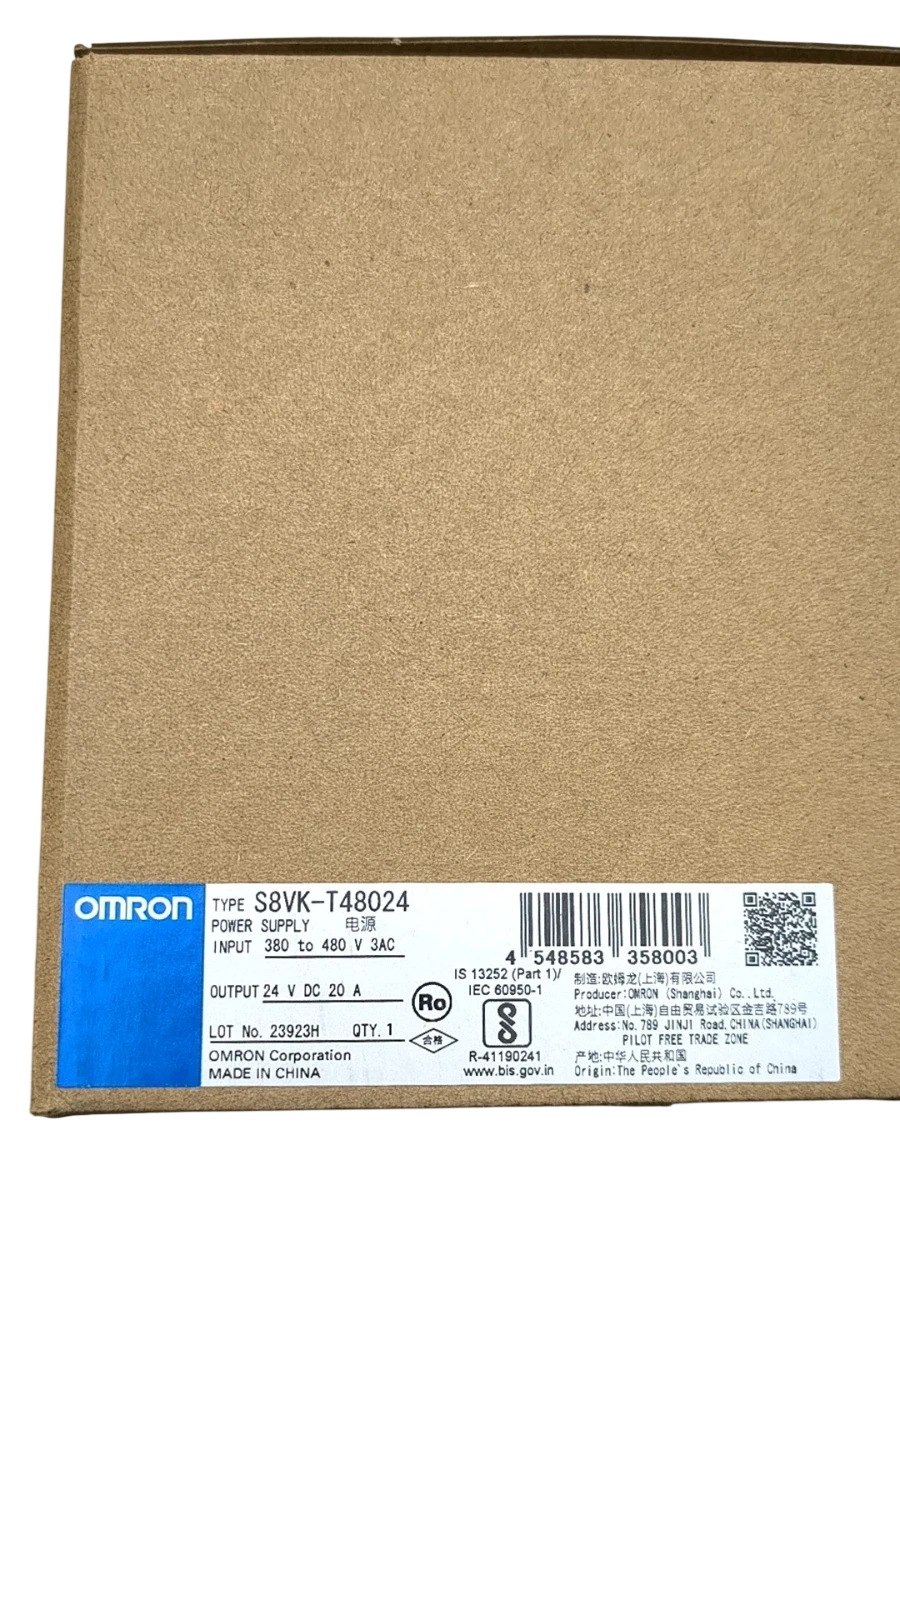 OMRON
TYPE S8VK-T48024
POWER SUPPLY 电源
INPUT 380 to 480 V 3AC
OUTPUT 24 V DC 20 A
LOT No. 23923H QTY. 1
OMRON Corporation
MADE IN CHINA
Ro
合格
4 548583 358003
IS 13252 (Part 1)/
IEC 60950-1
R-41190241
www.bis.gov.in
制造:欧姆龙(上海)有限公司
Producer:OMRON (Shanghai) Co.,Ltd.
地址:中国(上海)自由贸易试验区金吉路789号
Address:No.789 JINJI Road,CHINA(SHANGHAI)
PILOT FREE TRADE ZONE
产地:中华人民共和国
Origin:The People's Republic of China